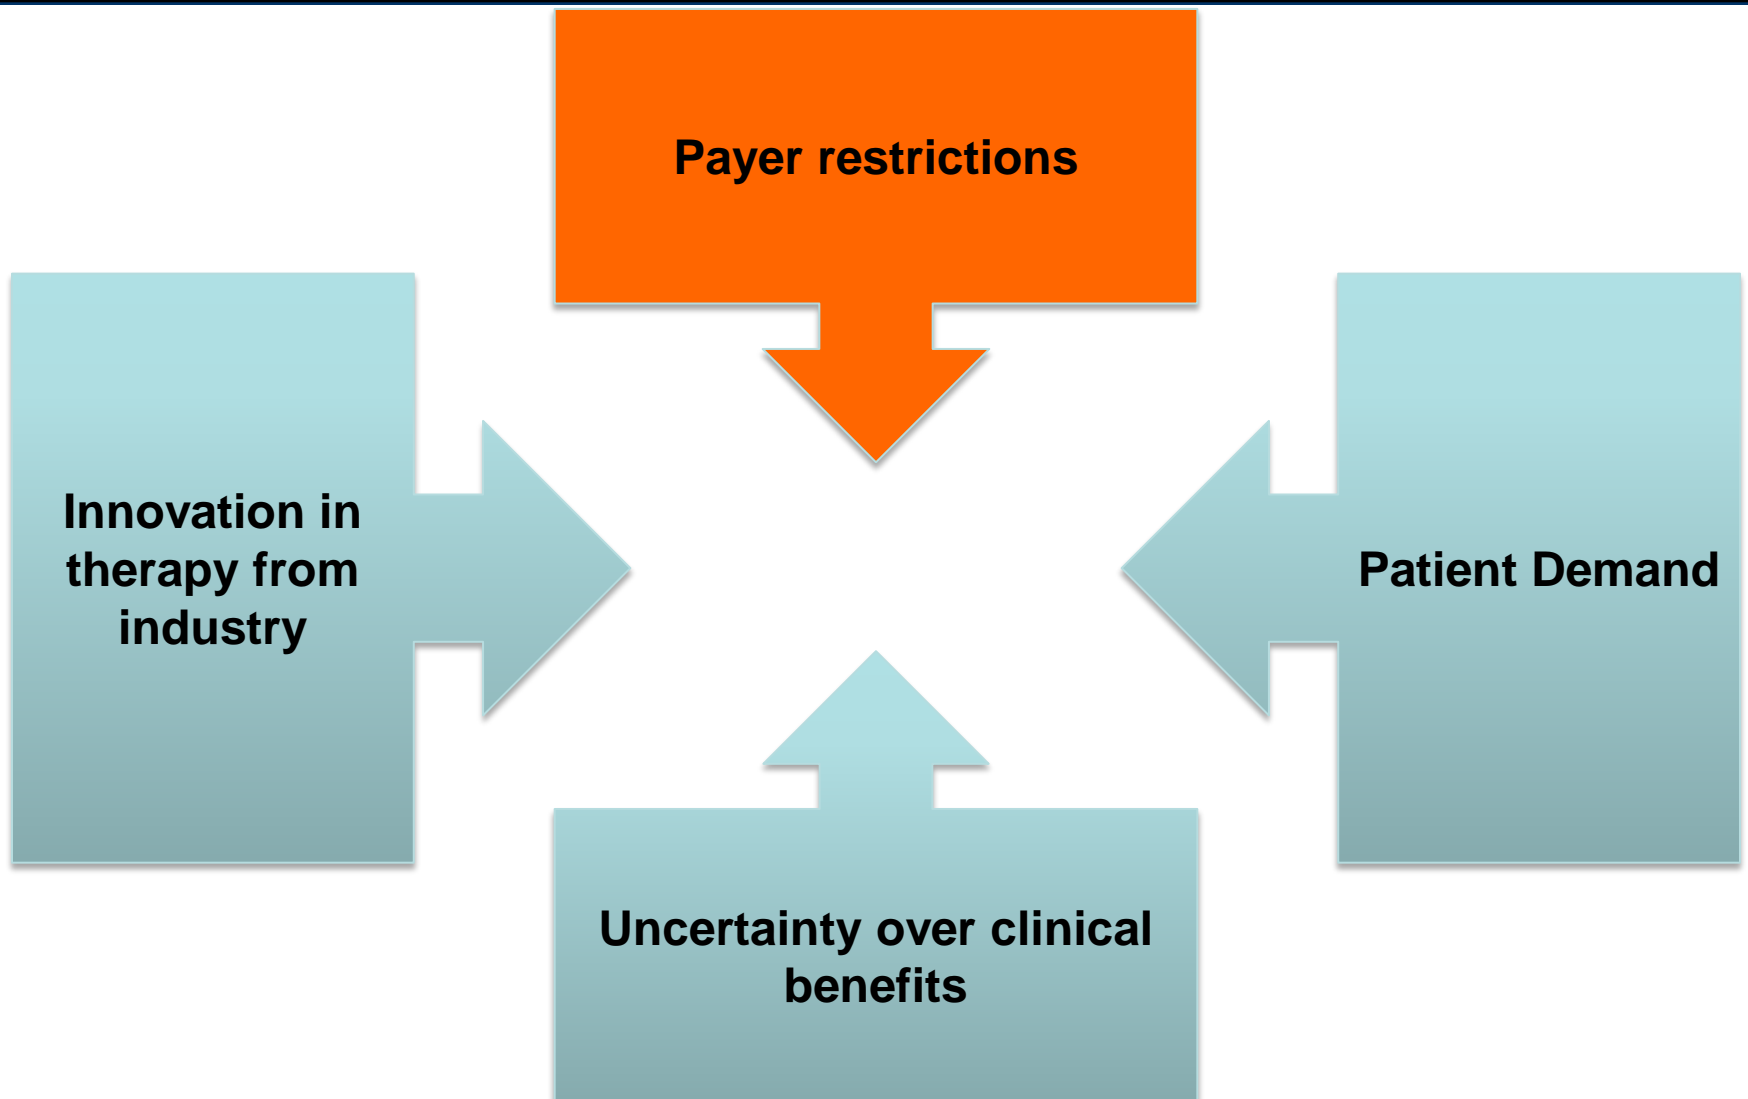 Payer restrictions
Innovation in
therapy from
industry
Patient Demand
Uncertainty over clinical
benefits